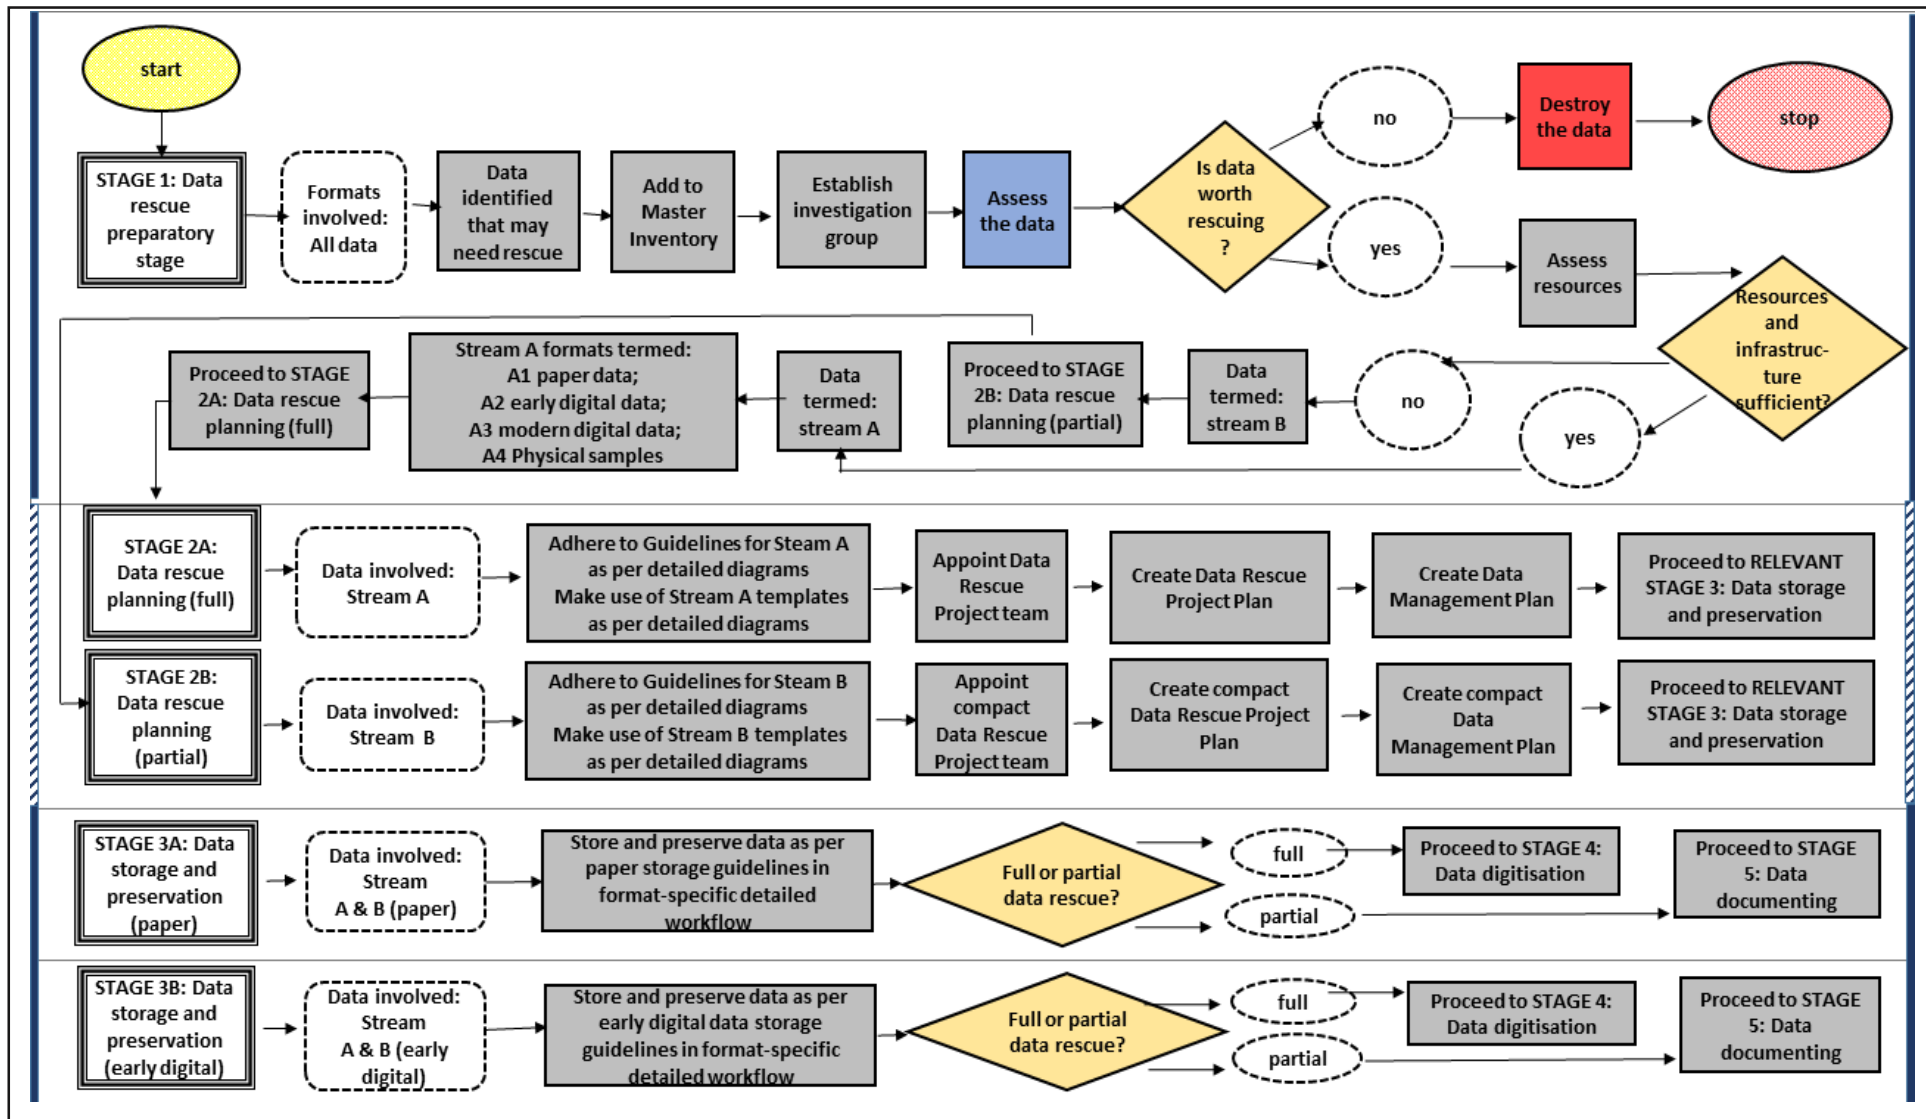 start
STAGE 1: Data
rescue
preparatory
stage
Formats
involved:
All data
Data
identified
that may
need rescue
Add to
Master
Inventory
Establish
investigation
group
Assess
the data
Is data
worth
rescuing
?
no
Destroy
the data
stop
yes
Assess
resources
Resources
and
infrastruc-
ture
sufficient?
no
yes
Data
termed:
stream B
Proceed to STAGE
2B: Data rescue
planning (partial)
Data
termed:
stream A
Stream A formats termed:
A1 paper data;
A2 early digital data;
A3 modern digital data;
A4 Physical samples
Proceed to STAGE
2A: Data rescue
planning (full)
STAGE 2A:
Data rescue
planning (full)
Data involved:
Stream A
Adhere to Guidelines for Steam A
as per detailed diagrams
Make use of Stream A templates
as per detailed diagrams
Appoint Data
Rescue
Project team
Create Data Rescue
Project Plan
Create Data
Management Plan
Proceed to RELEVANT
STAGE 3: Data storage
and preservation
STAGE 2B:
Data rescue
planning
(partial)
Data involved:
Stream B
Adhere to Guidelines for Steam B
as per detailed diagrams
Make use of Stream B templates
as per detailed diagrams
Appoint
compact
Data Rescue
Project team
Create compact
Data Rescue Project
Plan
Create compact
Data
Management Plan
Proceed to RELEVANT
STAGE 3: Data storage
and preservation
STAGE 3A: Data
storage and
preservation
(paper)
Data involved:
Stream
A & B (paper)
Store and preserve data as per
paper storage guidelines in
format-specific detailed
workflow
Full or partial
data rescue?
full
partial
Proceed to STAGE 4:
Data digitisation
Proceed to STAGE
5: Data
documenting
STAGE 3B: Data
storage and
preservation
(early digital)
Data involved:
Stream
A & B (early
digital)
Store and preserve data as per
early digital data storage
guidelines in format-specific
detailed workflow
Full or partial
data rescue?
full
partial
Proceed to STAGE 4:
Data digitisation
Proceed to STAGE
5: Data
documenting